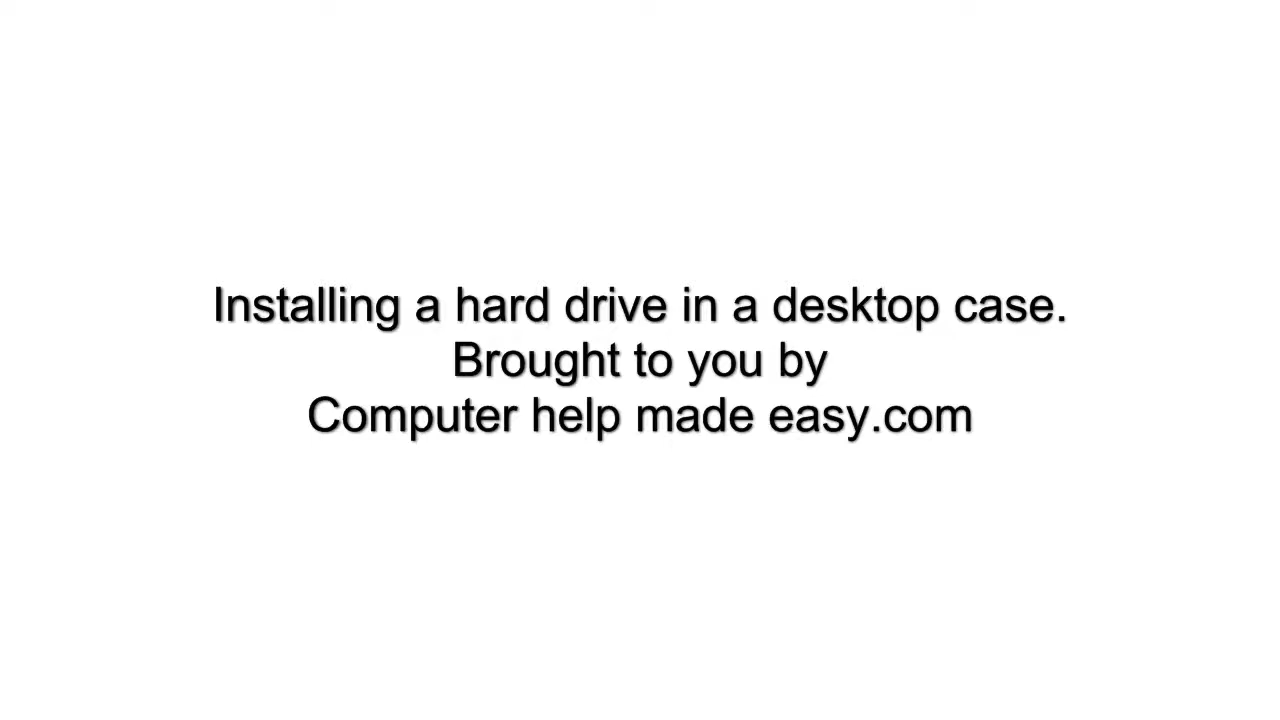 Installing a hard drive in a desktop case.
Brought to you by
Computer help made easy.com